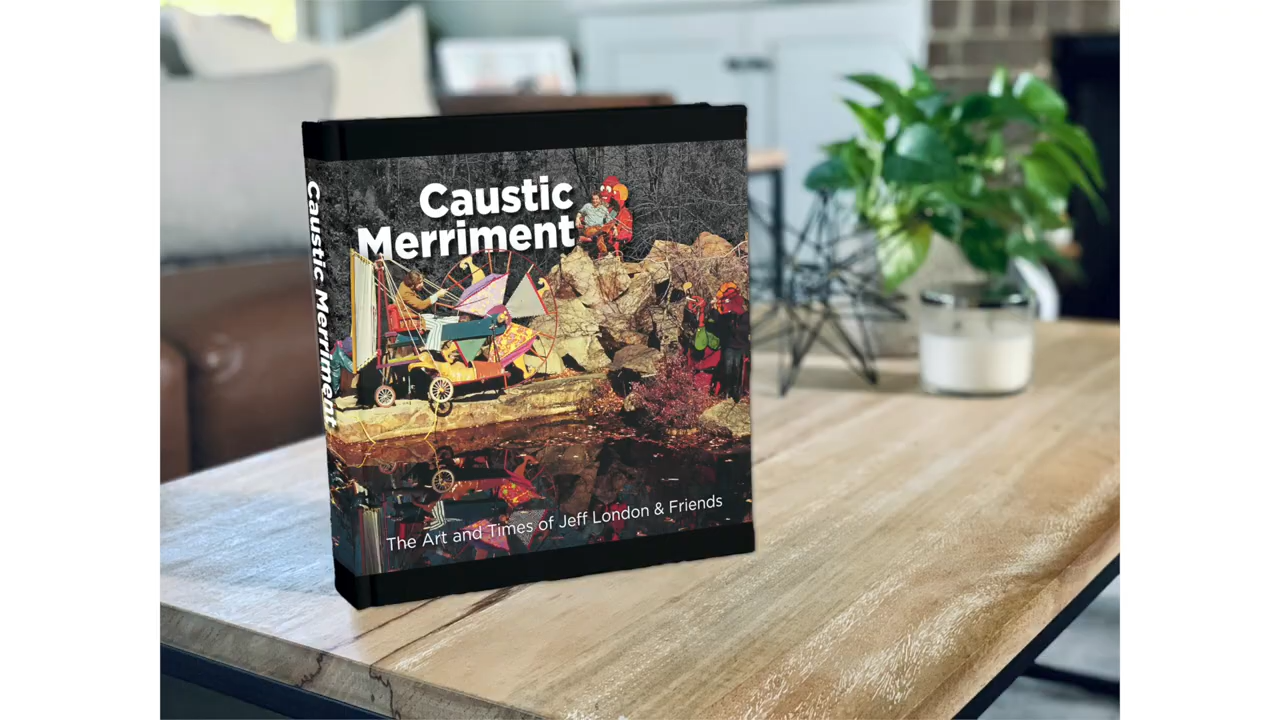 Caustic
Merriment
Caustic Merriment
The Art and Times of Jeff London & Friends